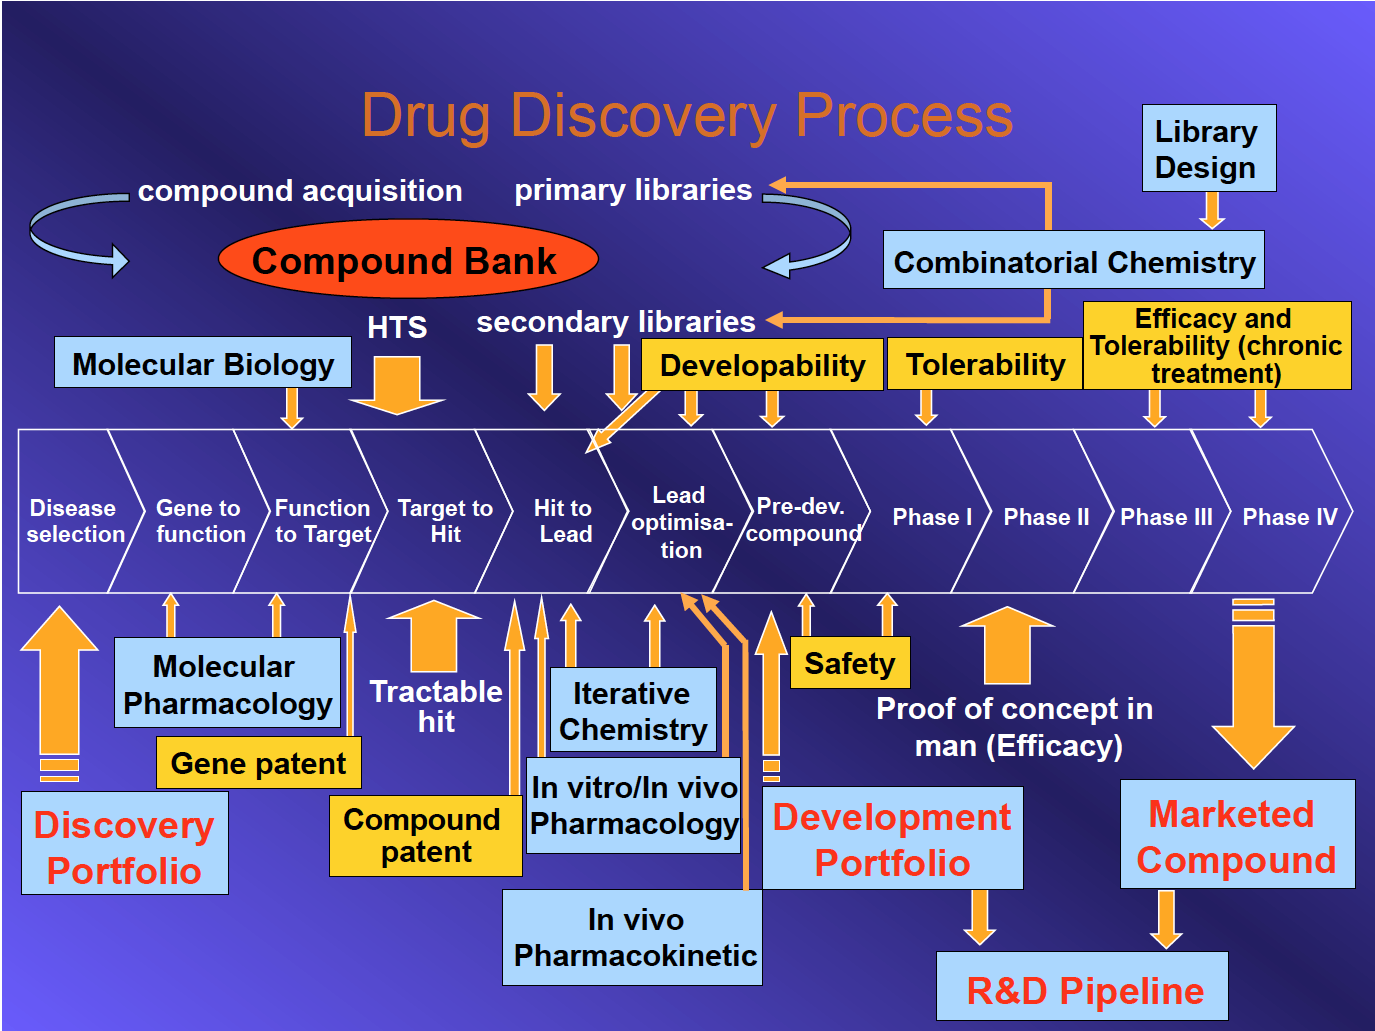 Drug Discovery Process
Library
Design
compound acquisition
primary libraries
Compound Bank
Combinatorial Chemistry
HTS
secondary libraries
Molecular Biology
Developability
Tolerability
Efficacy and
Tolerability (chronic
treatment)
Disease
selection
Gene to
function
Function
to Target
Target to
Hit
Hit to
Lead
Lead
optimisa-
tion
Pre-dev.
compound
Phase I
Phase II
Phase III
Phase IV
Molecular
Pharmacology
Gene patent
Tractable
hit
Compound
patent
Iterative
Chemistry
In vitro/In vivo
Pharmacology
In vivo
Pharmacokinetic
Safety
Proof of concept in
man (Efficacy)
Discovery
Portfolio
Development
Portfolio
Marketed
Compound
R&D Pipeline